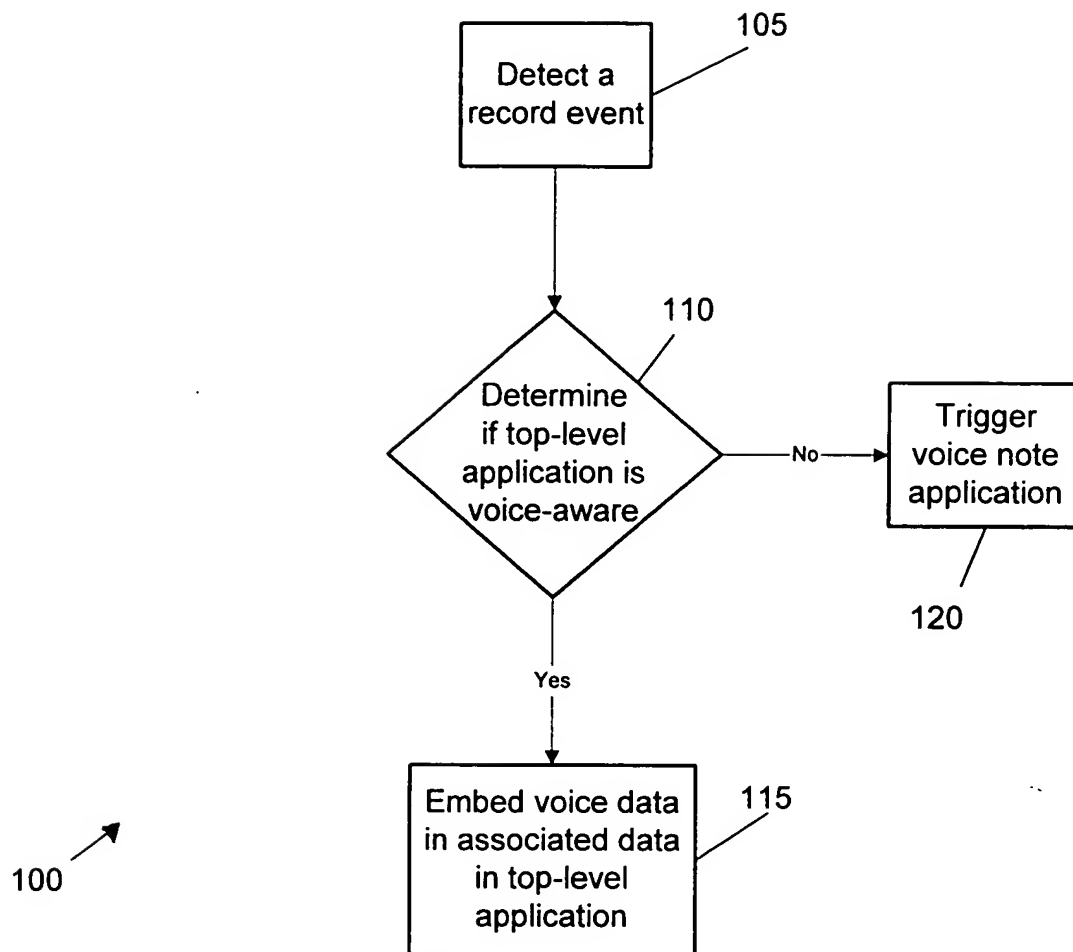 105
Detect a
record event
110
Determine
if top-level
application is
voice-aware
No
Trigger
voice note
application
120
Yes
Embed voice data
in associated data
in top-level
application
115
100